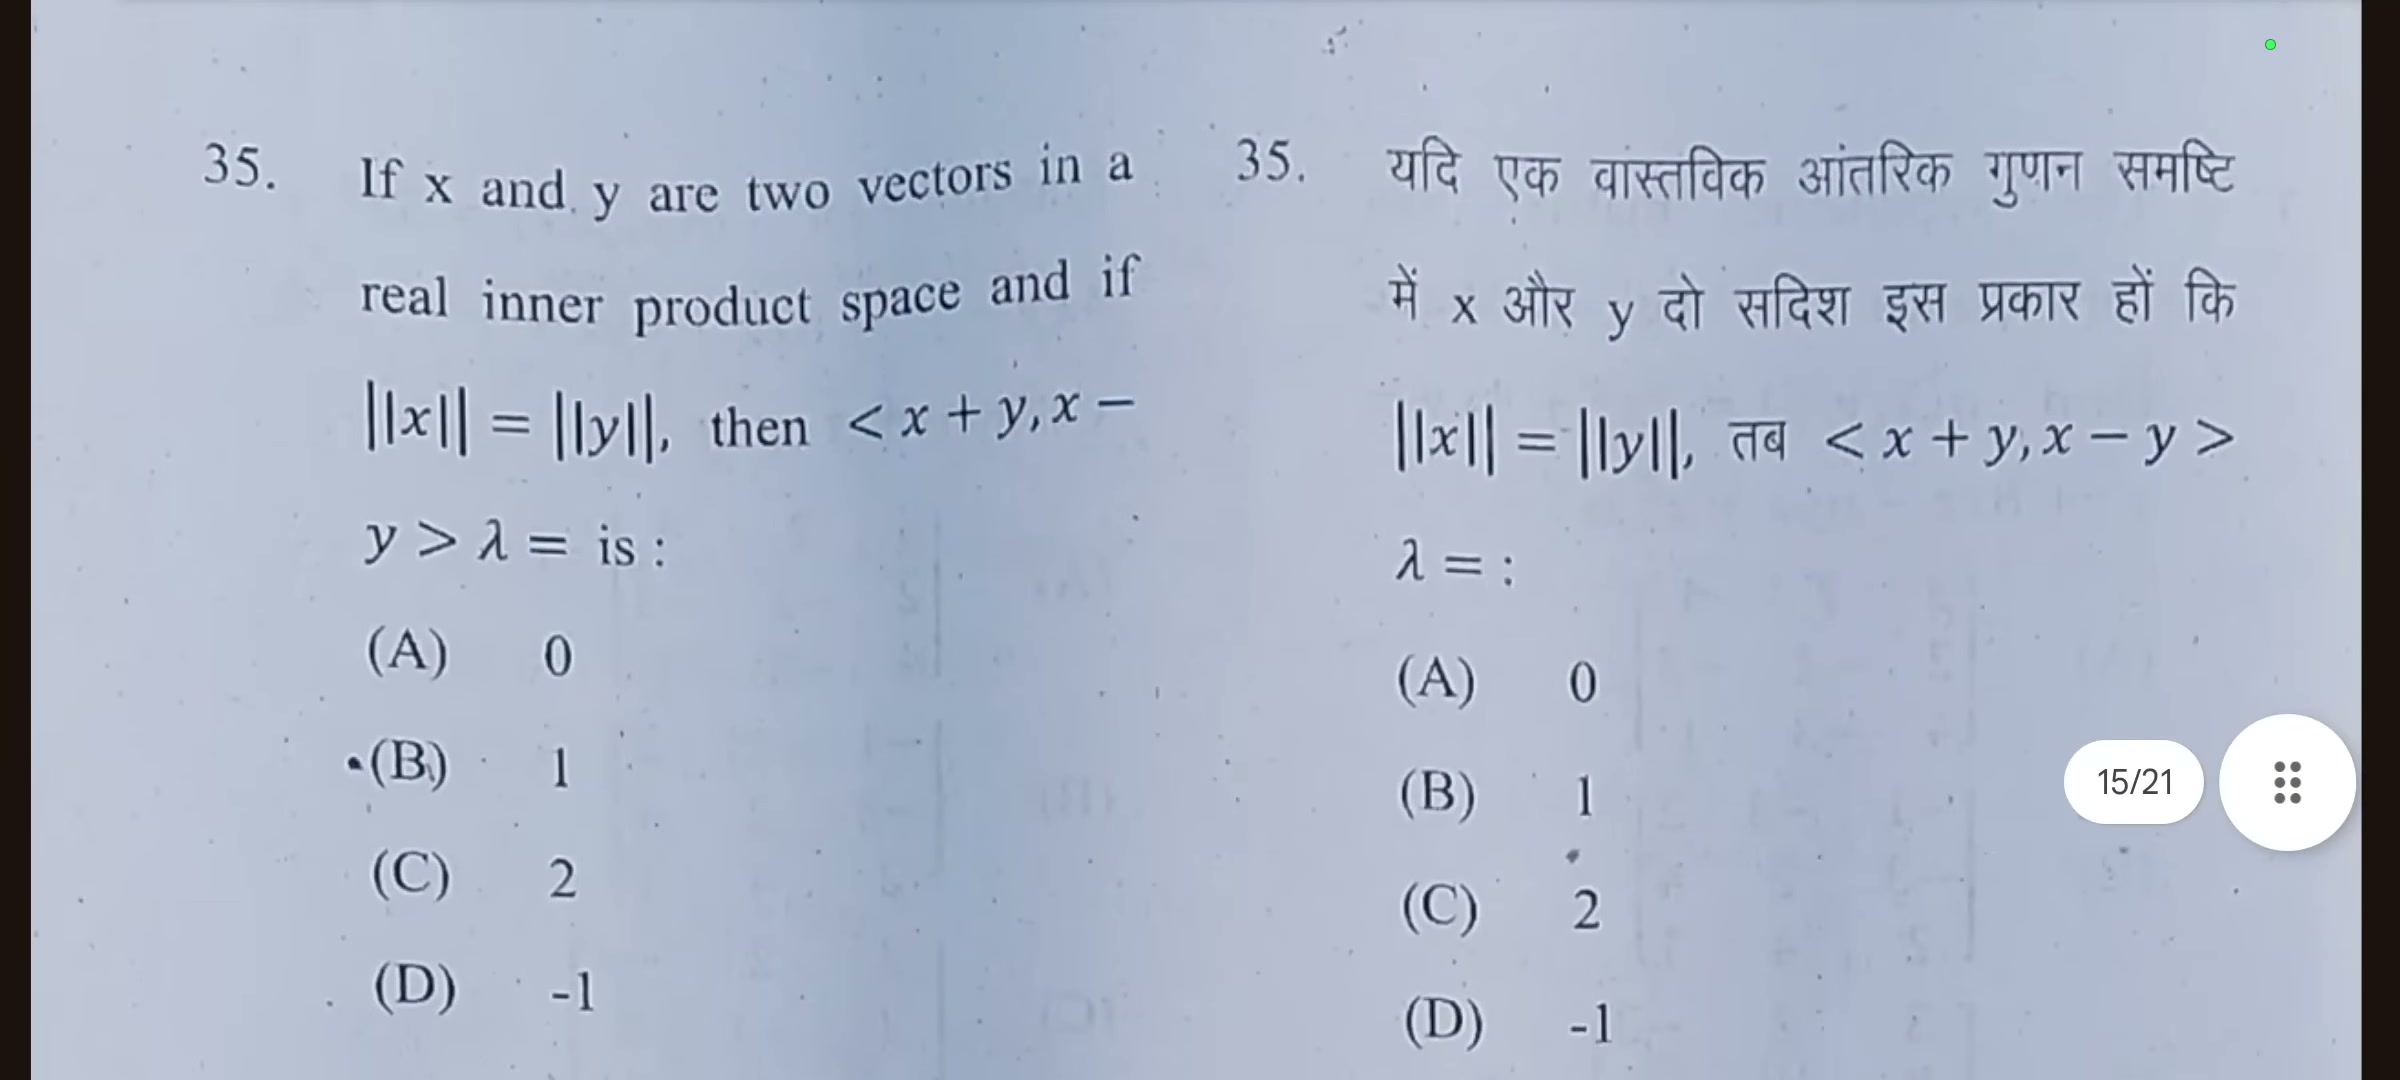 35. If x and y are two vectors in a
real inner product space and if
||x|| = ||y||, then < x + y, x −
y > λ = is :
(A) 0
(B) 1
(C) 2
(D) -1
35. यदि एक वास्तविक आंतरिक गुणन समष्टि
में x और y दो सदिश इस प्रकार हों कि
||x|| = ||y||, तब < x + y, x − y >
λ = :
(A) 0
(B) 1
(C) 2
(D) -1
15/21